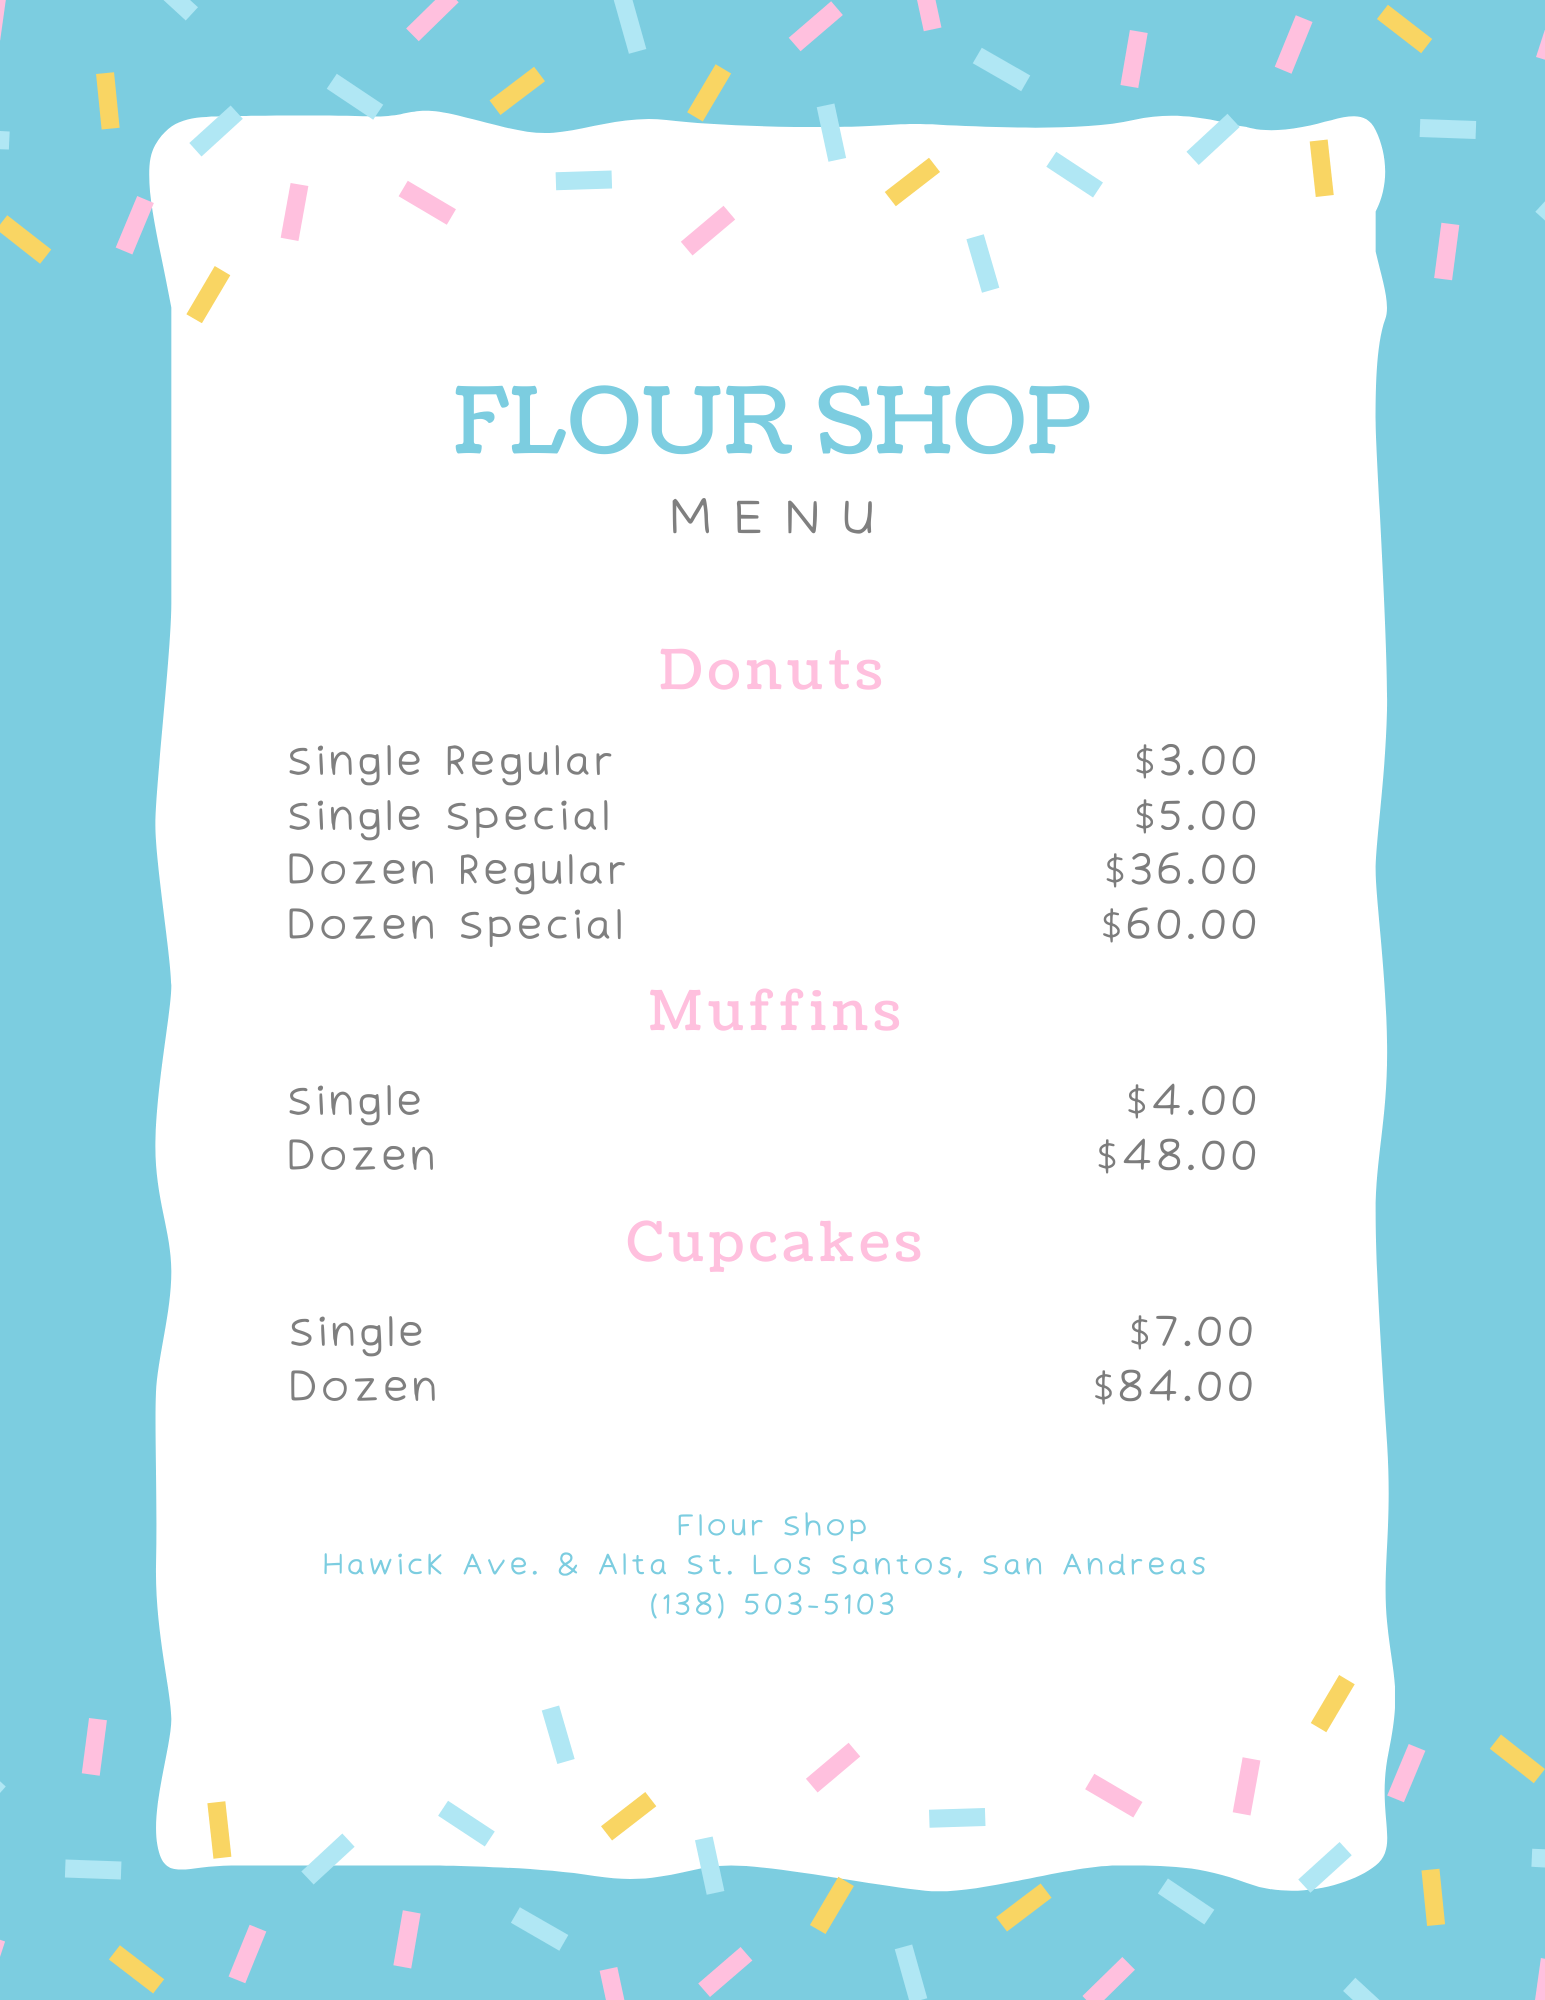 FLOUR SHOP
MENU
Donuts
Single Regular $3.00
Single Special $5.00
Dozen Regular $36.00
Dozen Special $60.00
Muffins
Single $4.00
Dozen $48.00
Cupcakes
Single $7.00
Dozen $84.00
Flour Shop
Hawick Ave. & Alta St. Los Santos, San Andreas
(138) 503-5103